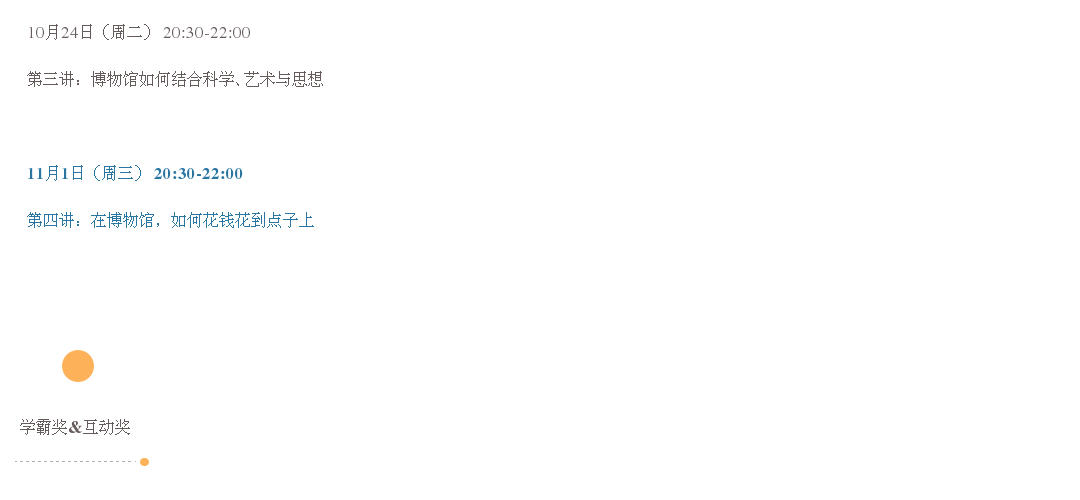 10月24日（周二） 20:30-22:00
第三讲：博物馆如何结合科学、艺术与思想
11月1日（周三） 20:30-22:00
第四讲：在博物馆，如何花钱花到点子上
学霸奖&互动奖